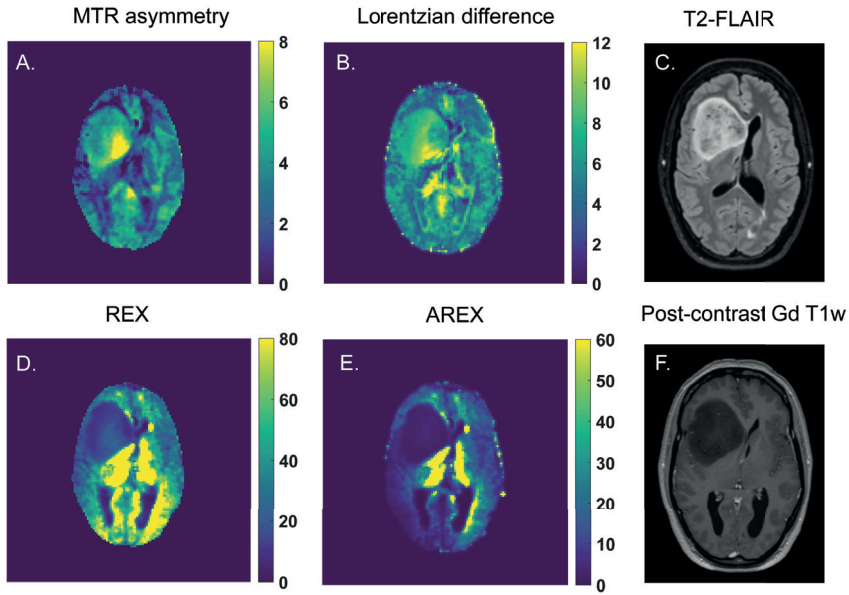 MTR asymmetry
Lorentzian difference
T2-FLAIR
A.
8
6
4
2
0
B.
12
10
8
6
4
2
0
C.
REX
AREX
Post-contrast Gd T1w
D.
80
60
40
20
0
E.
60
50
40
30
20
10
0
F.